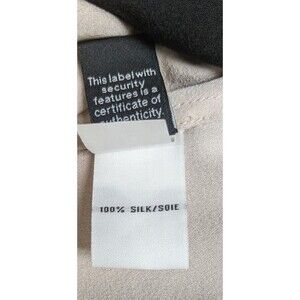 This label with
security
features is a
certificate of
authenticity.
100% SILK/SOIE